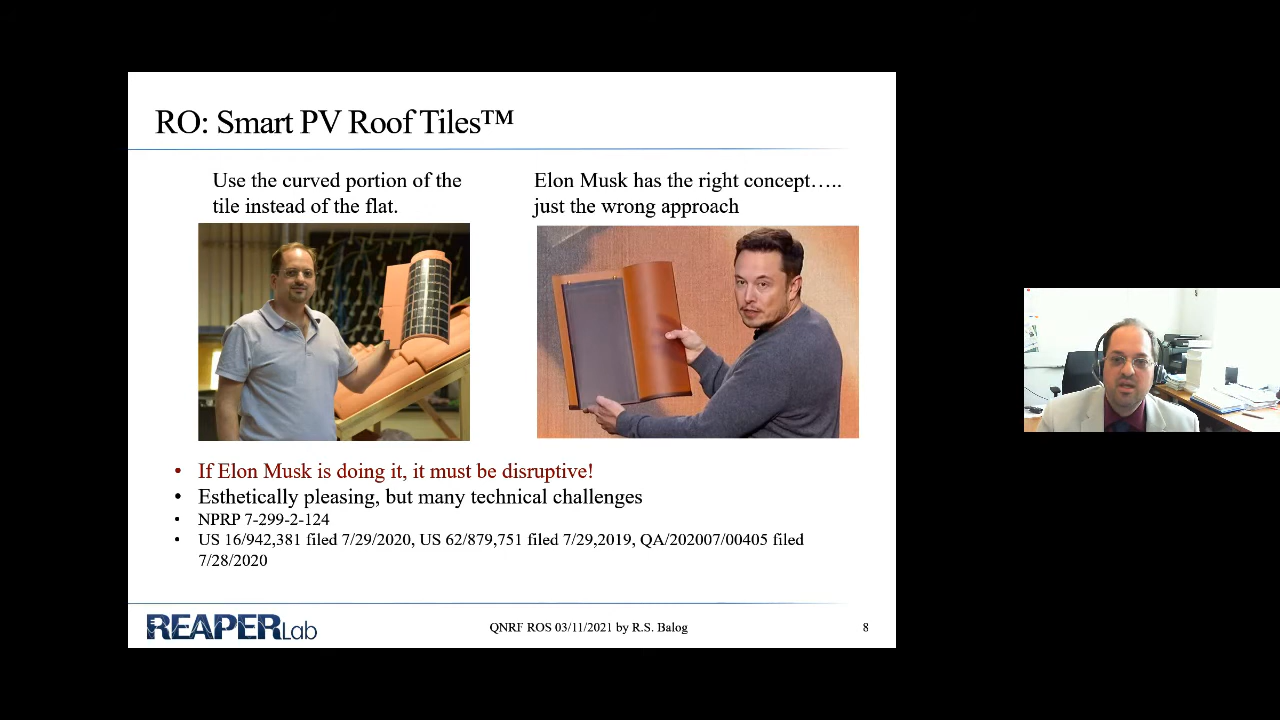 RO: Smart PV Roof Tiles™
Use the curved portion of the
tile instead of the flat.
Elon Musk has the right concept…..
just the wrong approach
• If Elon Musk is doing it, it must be disruptive!
• Esthetically pleasing, but many technical challenges
• NPRP 7-299-2-124
• US 16/942,381 filed 7/29/2020, US 62/879,751 filed 7/29,2019, QA/202007/00405 filed
7/28/2020
REAPERLab
QNRF ROS 03/11/2021 by R.S. Balog
8